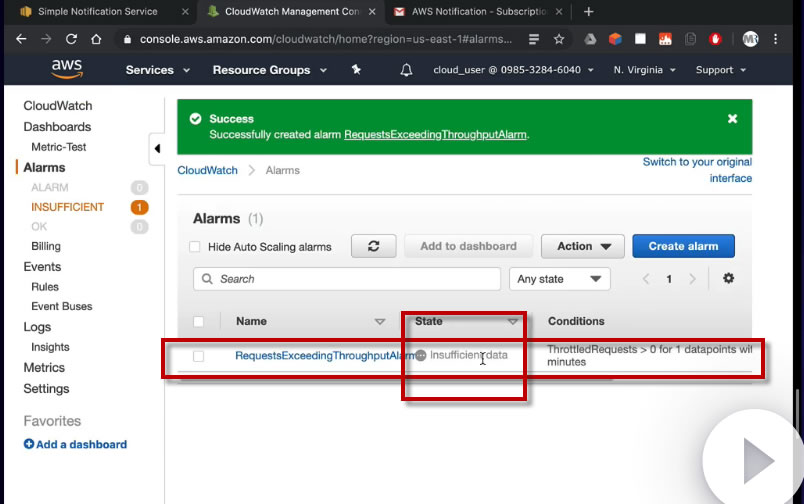 Simple Notification Service
CloudWatch Management Con
AWS Notification - Subscriptio
console.aws.amazon.com/cloudwatch/home?region=us-east-1#alarms...
aws
Services
Resource Groups
cloud_user @ 0985-3284-6040
N. Virginia
Support
CloudWatch
Dashboards
Metric-Test
Alarms
ALARM 0
INSUFFICIENT 1
OK 0
Billing
Events
Rules
Event Buses
Logs
Insights
Metrics
Settings
Favorites
Add a dashboard
Success
Successfully created alarm RequestsExceedingThroughputAlarm.
CloudWatch > Alarms
Switch to your original
interface
Alarms (1)
Hide Auto Scaling alarms
Add to dashboard
Action
Create alarm
Search
Any state
1
Name
State
Conditions
RequestsExceedingThroughputAlarm
Insufficient data
ThrottledRequests > 0 for 1 datapoints wit
minutes